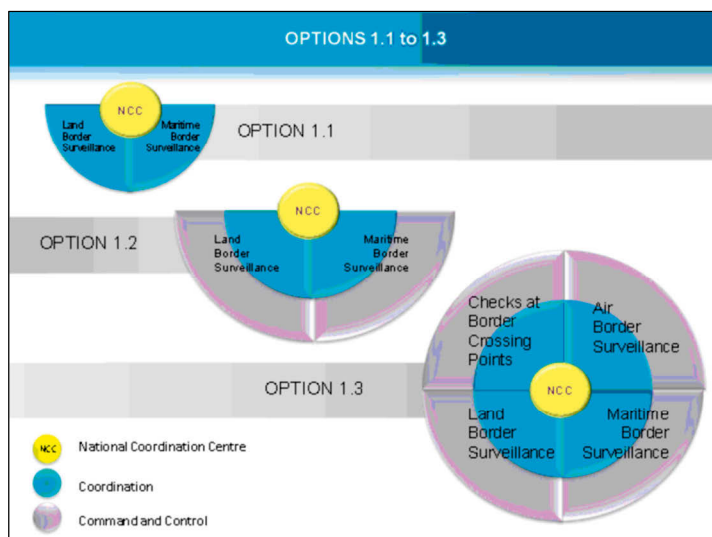 OPTIONS 1.1 to 1.3
NCC
Land
Border
Surveillance
Maritime
Border
Surveillance
OPTION 1.1
OPTION 1.2
NCC
Land
Border
Surveillance
Maritime
Border
Surveillance
OPTION 1.3
Checks at
Border
Crossing
Points
Air
Border
Surveillance
NCC
Land
Border
Surveillance
Maritime
Border
Surveillance
NCC
National Coordination Centre
Coordination
Command and Control